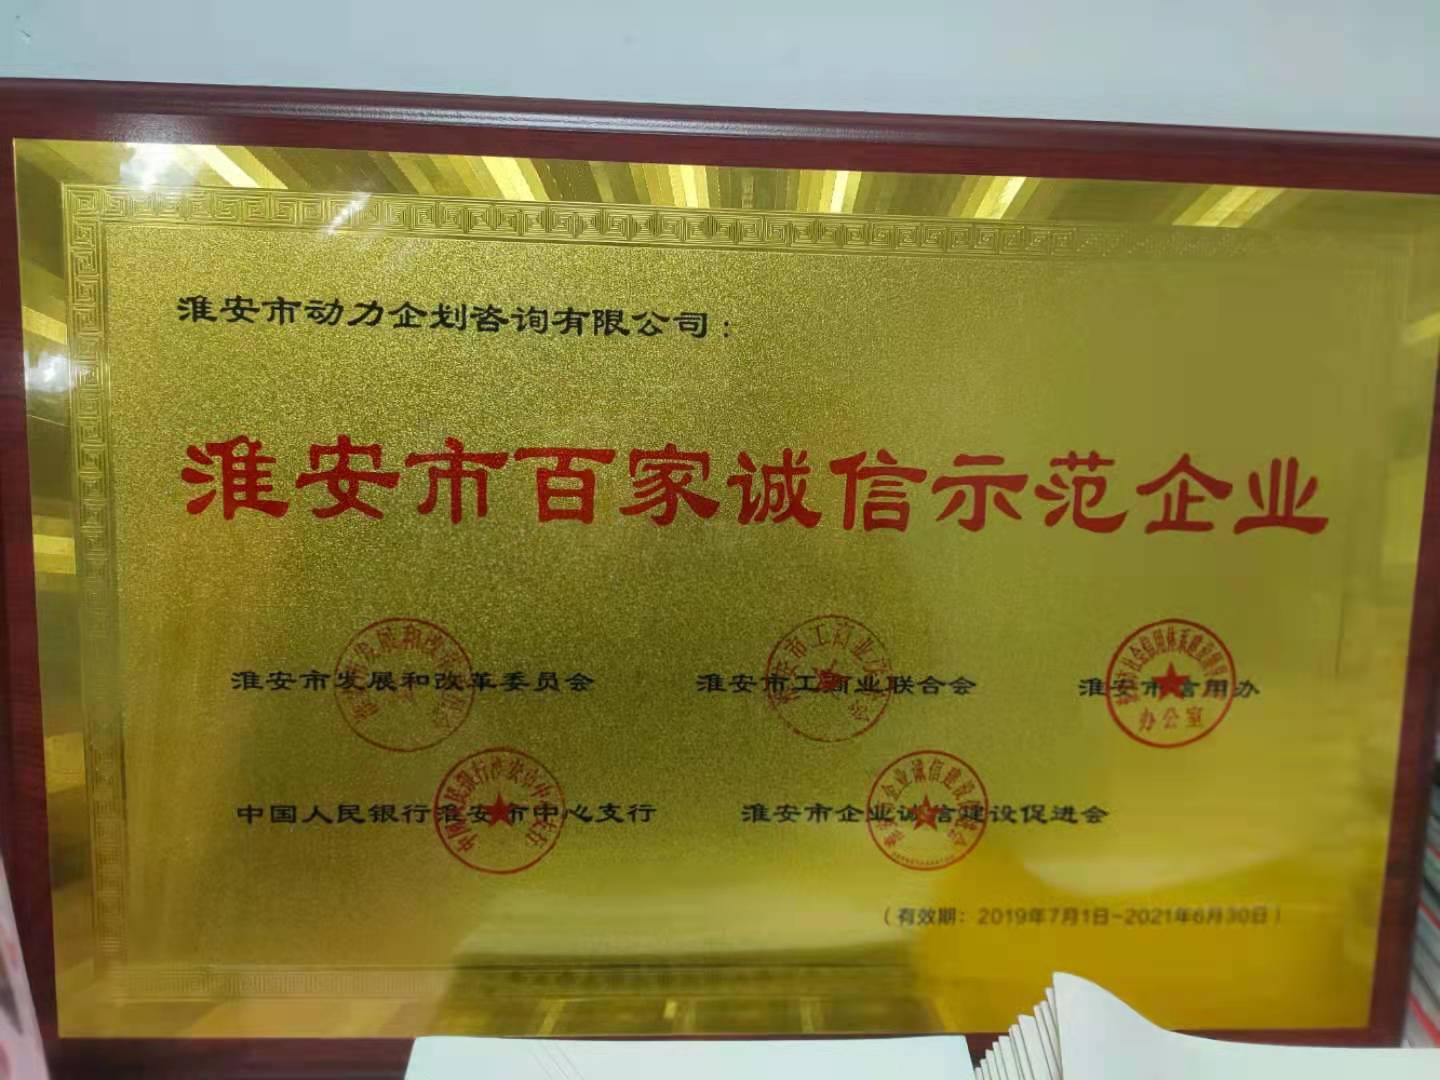 淮安市动力企划咨询有限公司：
淮安市百家诚信示范企业
淮安市发展和改革委员会 淮安市工商业联合会 淮安市信用办
办公室
中国人民银行淮安市中心支行 淮安市企业诚信建设促进会
（有效期：2019年7月1日-2021年6月30日）